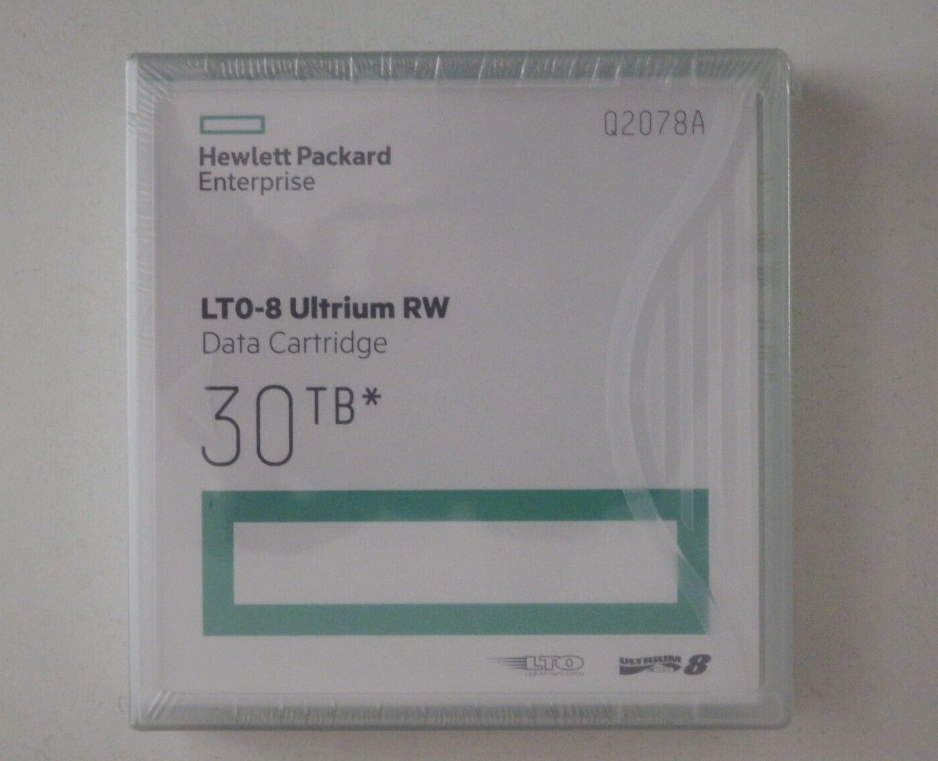 Q2078A
Hewlett Packard
Enterprise
LTO-8 Ultrium RW
Data Cartridge
30TB*
LTO
ULTRIUM 8